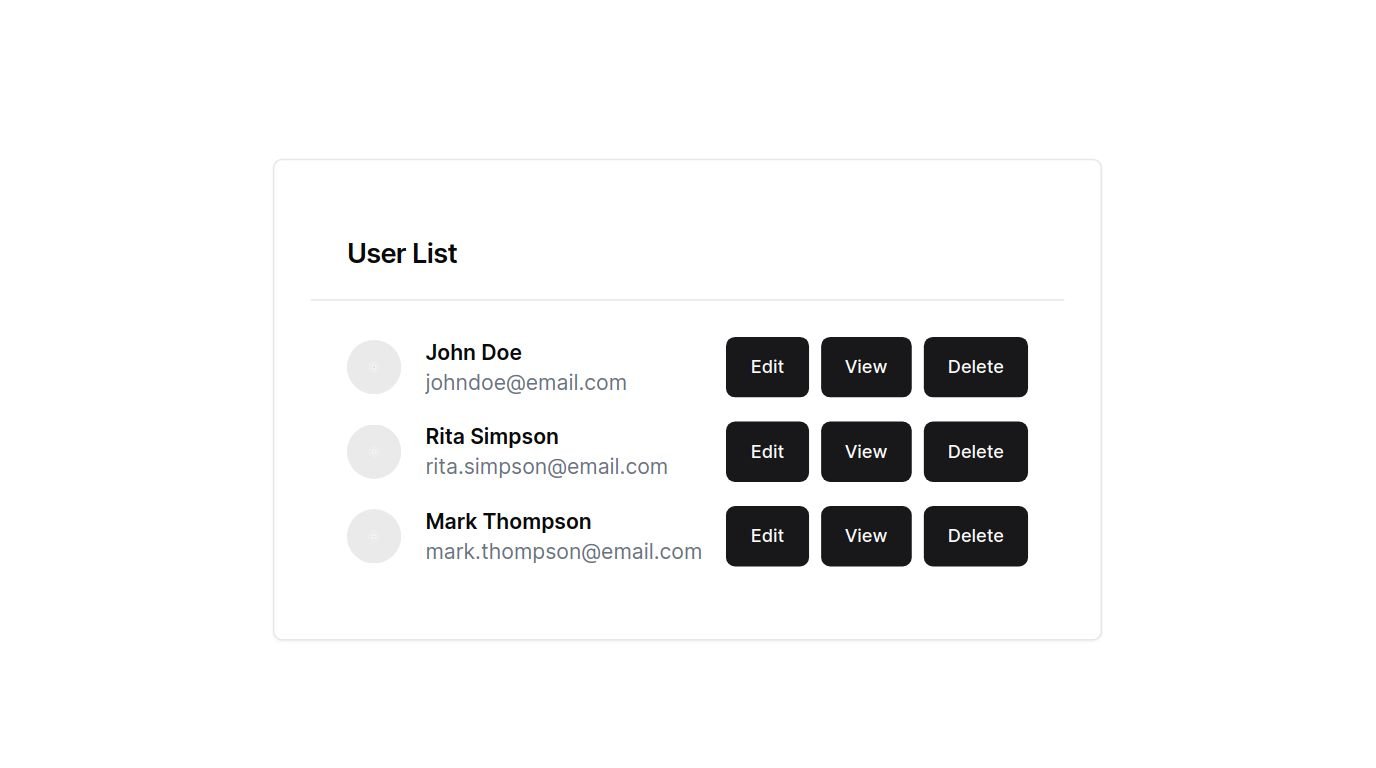 User List
John Doe
johndoe@email.com
Edit View Delete
Rita Simpson
rita.simpson@email.com
Edit View Delete
Mark Thompson
mark.thompson@email.com
Edit View Delete